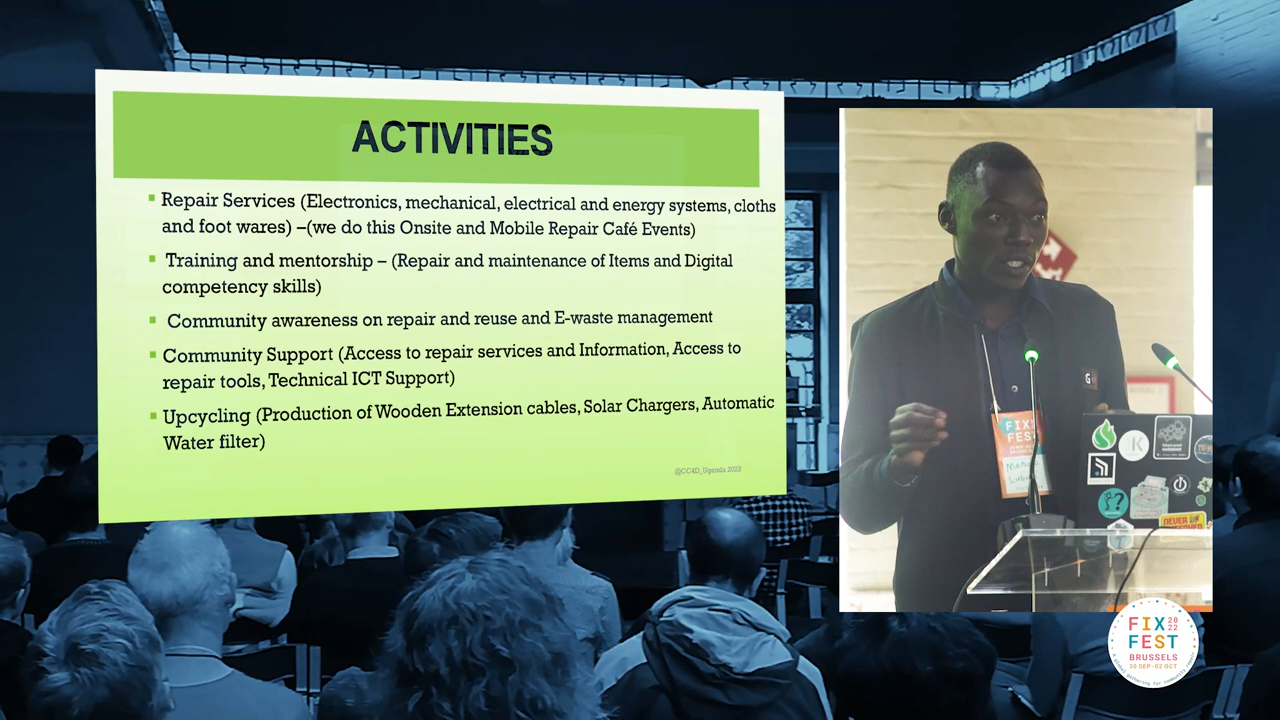 ACTIVITIES
Repair Services (Electronics, mechanical, electrical and energy systems, cloths
and foot wares) –(we do this Onsite and Mobile Repair Café Events)
Training and mentorship – (Repair and maintenance of Items and Digital
competency skills)
Community awareness on repair and reuse and E-waste management
Community Support (Access to repair services and Information, Access to
repair tools, Technical ICT Support)
Upcycling (Production of Wooden Extension cables, Solar Chargers, Automatic
Water filter)
@CC4D_Uganda 2022
G
FIX
FEST
K
FIX 20
22
FEST
BRUSSELS
30 SEP-02 OCT